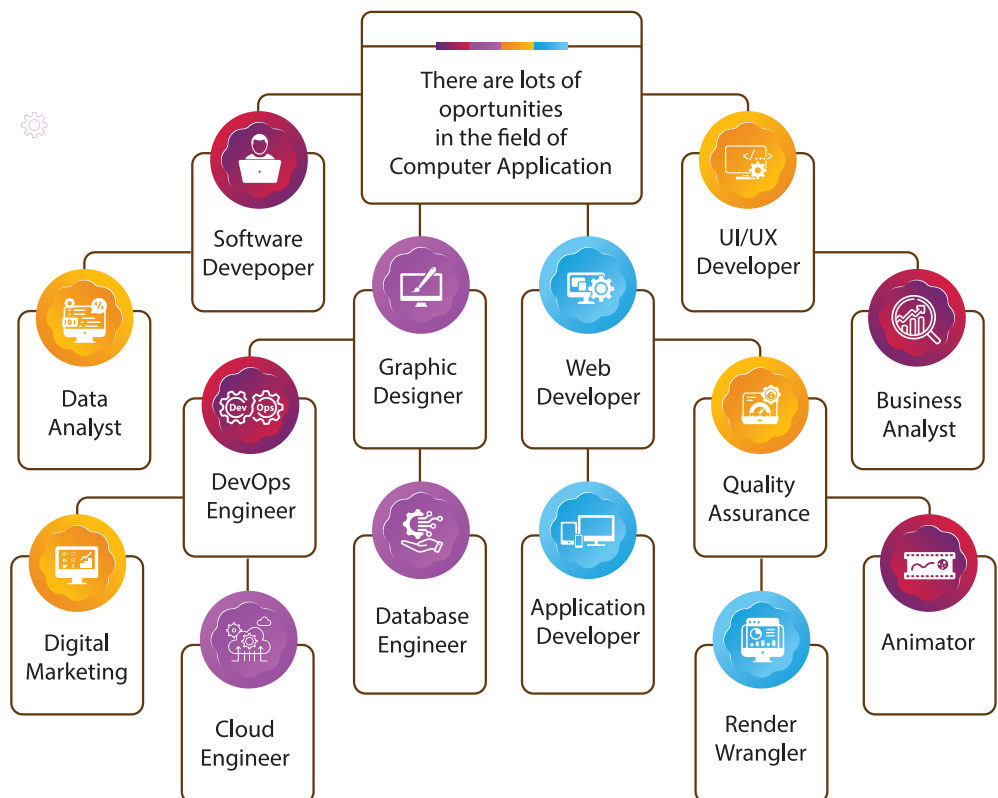 There are lots of
oportunities
in the field of
Computer Application
Software
Devepoper
UI/UX
Developer
</...>
Data
Analyst
Graphic
Designer
Web
Developer
Business
Analyst
Dev Ops
DevOps
Engineer
Quality
Assurance
Digital
Marketing
Database
Engineer
Application
Developer
Animator
Cloud
Engineer
Render
Wrangler